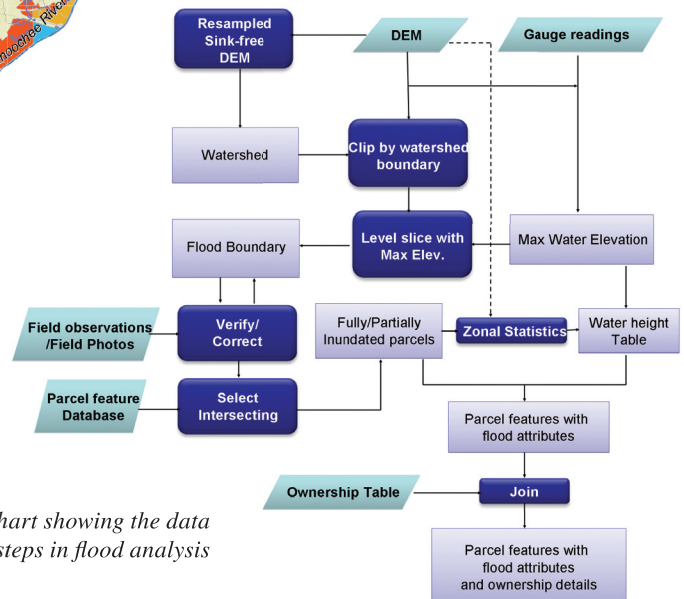 noochee River
Resampled
Sink-free
DEM
DEM
Gauge readings
Watershed
Clip by watershed
boundary
Flood Boundary
Level slice with
Max Elev.
Max Water Elevation
Field observations
/Field Photos
Verify/
Correct
Fully/Partially
Inundated parcels
Zonal Statistics
Water height
Table
Parcel feature
Database
Select
Intersecting
Parcel features with
flood attributes
Ownership Table
Join
hart showing the data
steps in flood analysis
Parcel features with
flood attributes
and ownership details